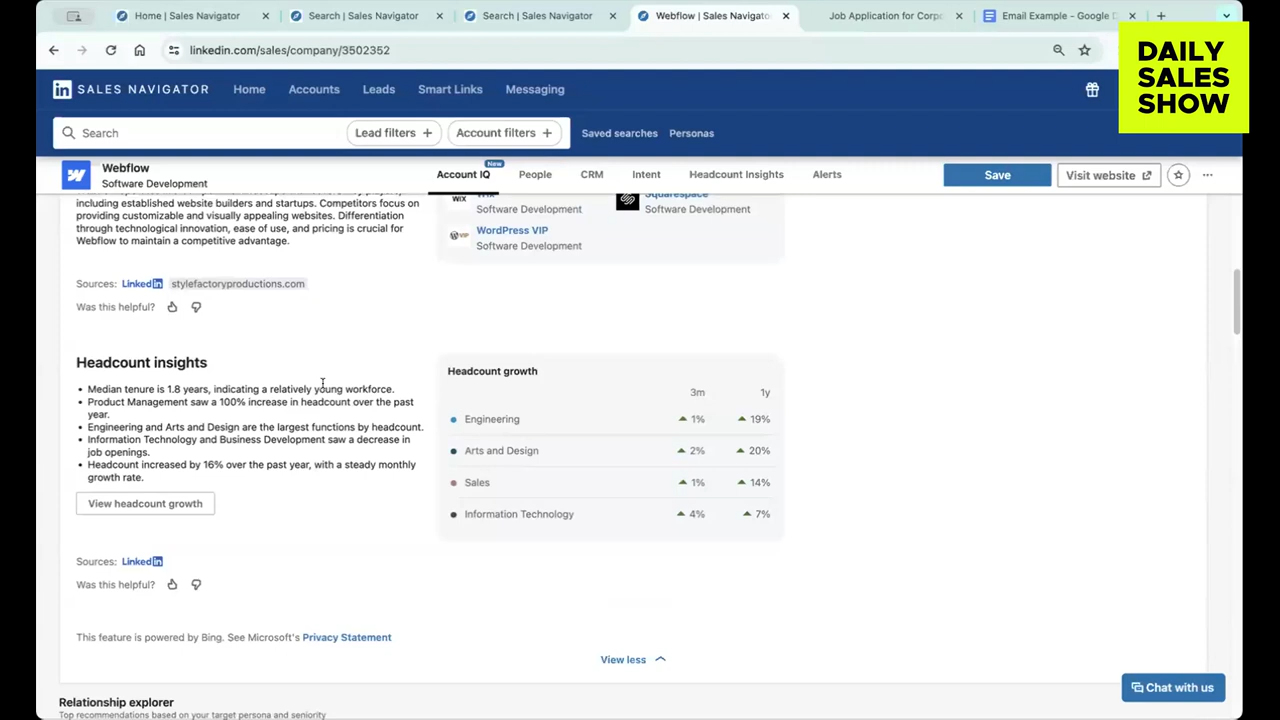 Home | Sales Navigator
Search | Sales Navigator
Search | Sales Navigator
Webflow | Sales Navigato
Job Application for Corpo
Email Example - Google D
linkedin.com/sales/company/3502352
DAILY
SALES
SHOW
in SALES NAVIGATOR
Home
Accounts
Leads
Smart Links
Messaging
Search
Lead filters +
Account filters +
Saved searches
Personas
Webflow
Software Development
Account IQ
New
People
CRM
Intent
Headcount Insights
Alerts
Save
Visit website
including established website builders and startups. Competitors focus on
providing customizable and visually appealing websites. Differentiation
through technological innovation, ease of use, and pricing is crucial for
Webflow to maintain a competitive advantage.
WIX
Software Development
Squarespace
Software Development
WordPress VIP
Software Development
Sources: LinkedIn stylefactoryproductions.com
Was this helpful?
Headcount insights
• Median tenure is 1.8 years, indicating a relatively young workforce.
• Product Management saw a 100% increase in headcount over the past
year.
• Engineering and Arts and Design are the largest functions by headcount.
• Information Technology and Business Development saw a decrease in
job openings.
• Headcount increased by 16% over the past year, with a steady monthly
growth rate.
View headcount growth
Headcount growth
3m 1y
Engineering 1% 19%
Arts and Design 2% 20%
Sales 1% 14%
Information Technology 4% 7%
Sources: LinkedIn
Was this helpful?
This feature is powered by Bing. See Microsoft's Privacy Statement
View less
Chat with us
Relationship explorer
Top recommendations based on your target persona and seniority